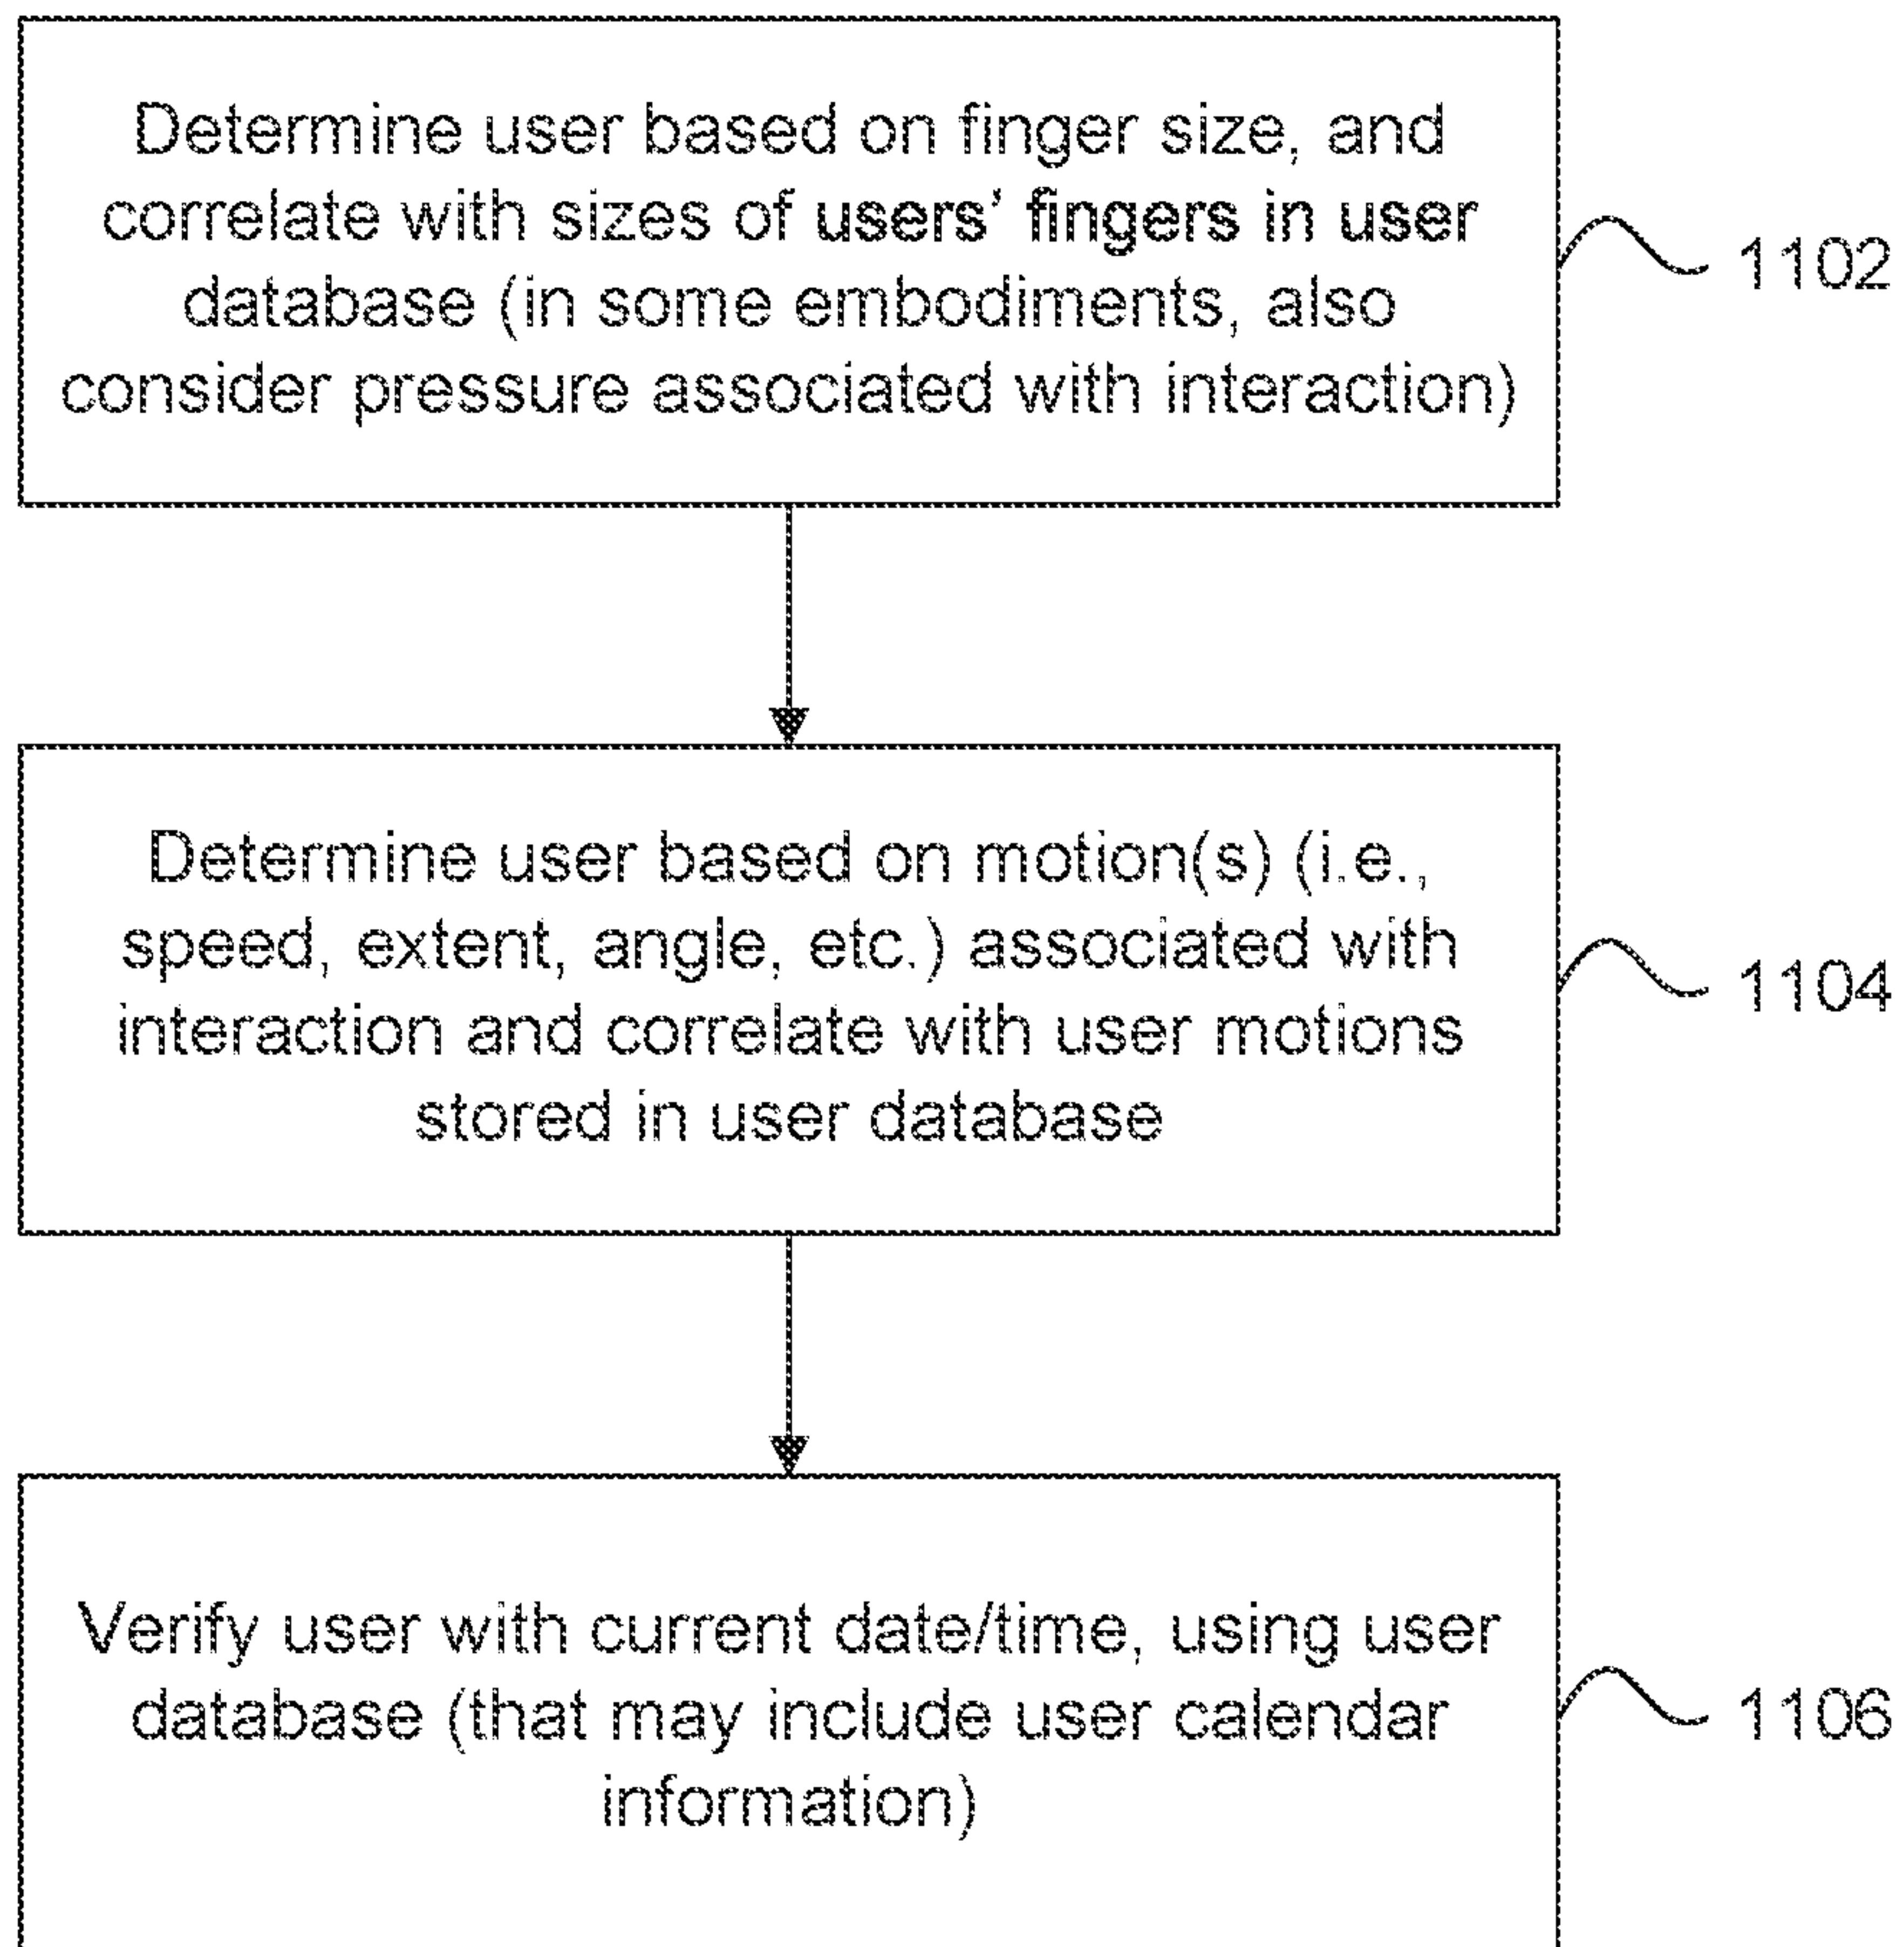 Determine user based on finger size, and
correlate with sizes of users’ fingers in user
database (in some embodiments, also
consider pressure associated with interaction)
1102
Determine user based on motion(s) (i.e.,
speed, extent, angle, etc.) associated with
interaction and correlate with user motions
stored in user database
1104
Verify user with current date/time, using user
database (that may include user calendar
information)
1106